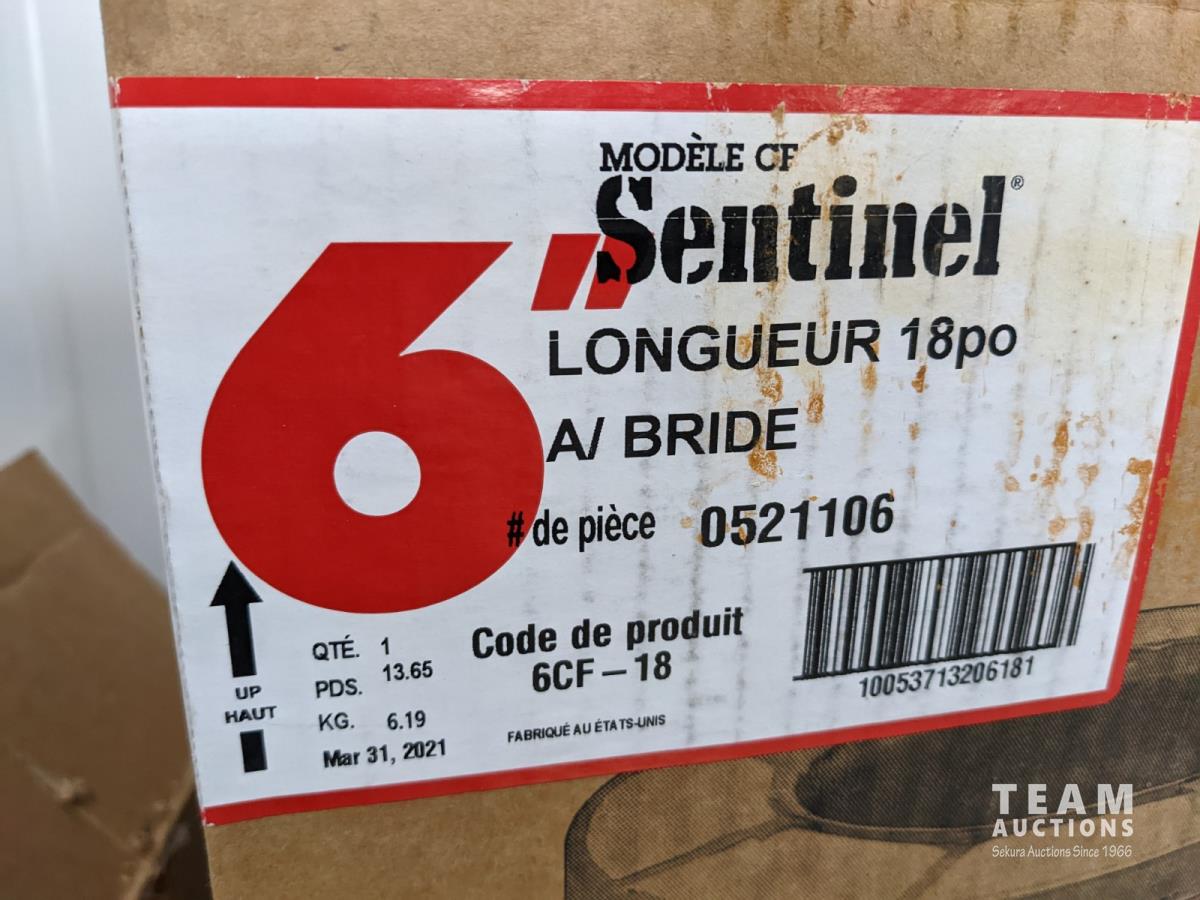 MODÈLE CF
Sentinel®
6"
LONGUEUR 18po
A/ BRIDE
# de pièce 0521106
Code de produit
6CF-18
10053713206181
UP
HAUT
QTÉ. 1
PDS. 13.65
KG. 6.19
Mar 31, 2021
FABRIQUÉ AU ÉTATS-UNIS
TEAM
AUCTIONS
Sekura Auctions Since 1966